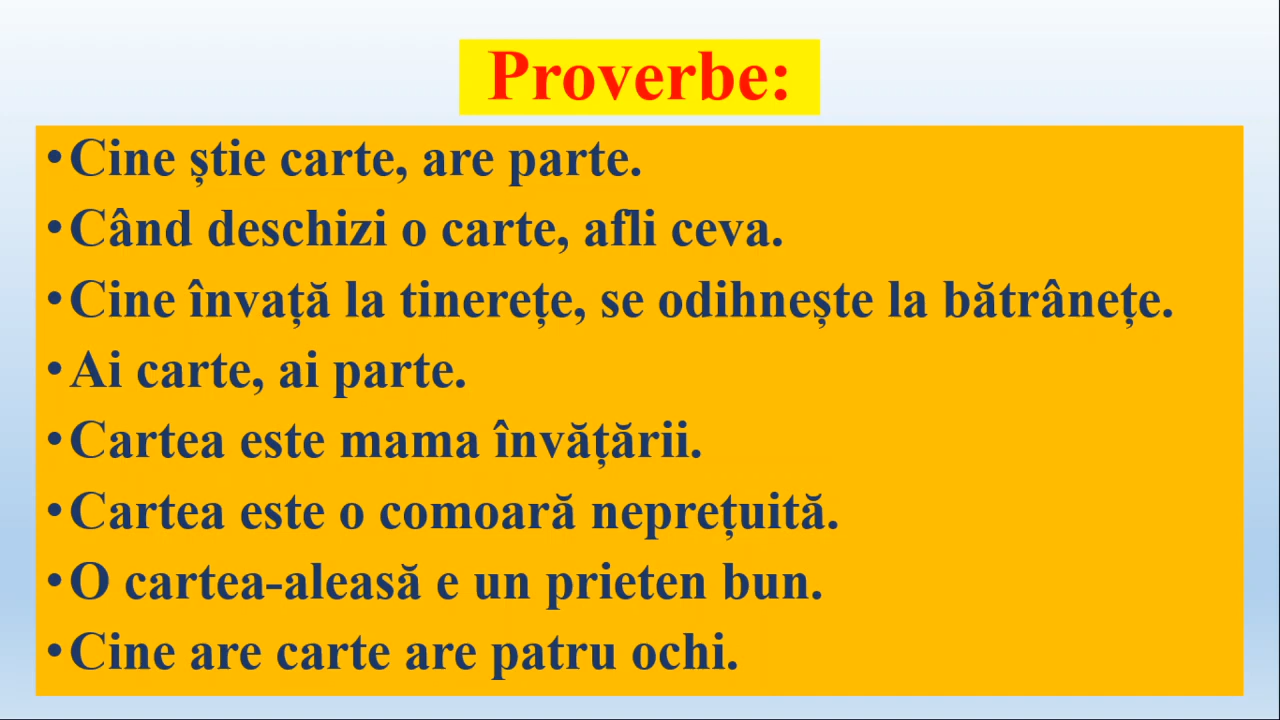 Proverbe:
•Cine știe carte, are parte.
•Când deschizi o carte, afli ceva.
•Cine învață la tinerețe, se odihnește la bătrânețe.
•Ai carte, ai parte.
•Cartea este mama învățării.
•Cartea este o comoară neprețuită.
•O cartea-aleasă e un prieten bun.
•Cine are carte are patru ochi.